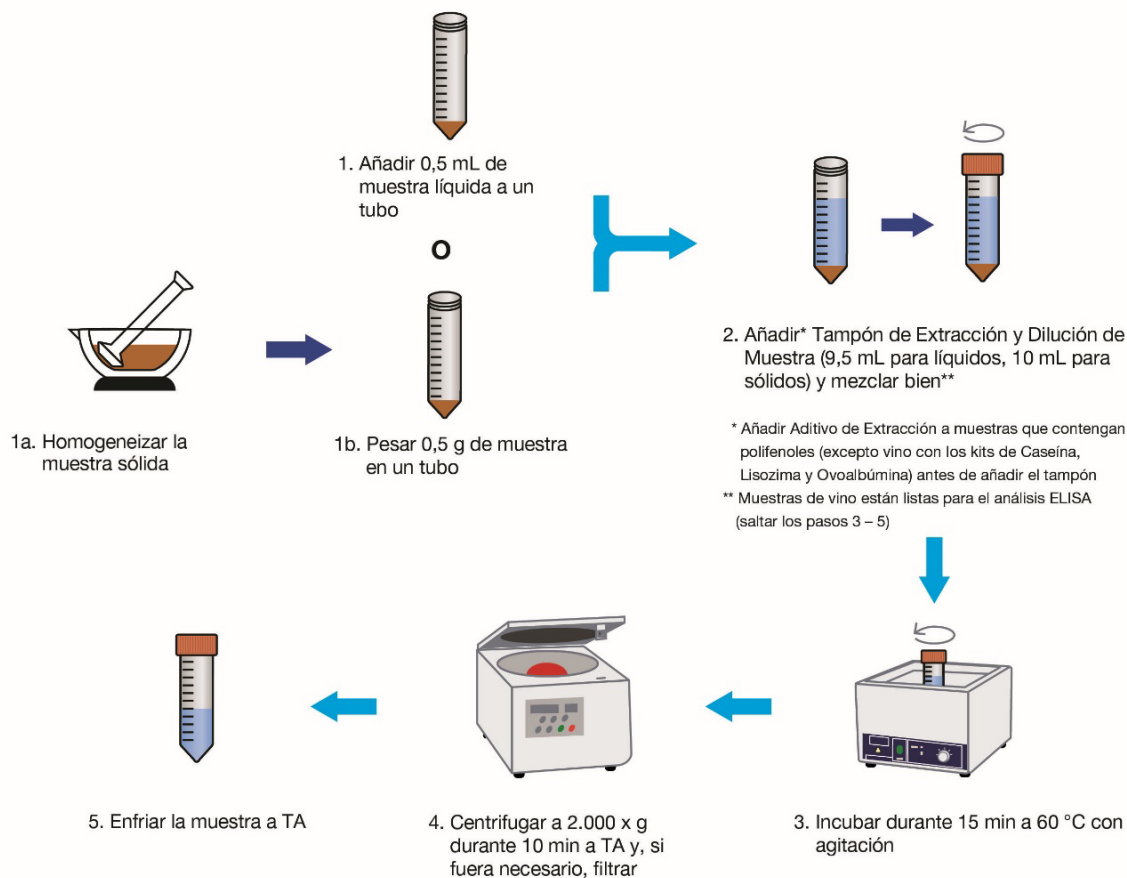 1. Añadir 0,5 mL de
muestra líquida a un
tubo
O
1a. Homogeneizar la
muestra sólida
1b. Pesar 0,5 g de muestra
en un tubo
2. Añadir* Tampón de Extracción y Dilución de
Muestra (9,5 mL para líquidos, 10 mL para
sólidos) y mezclar bien**
* Añadir Aditivo de Extracción a muestras que contengan
polifenoles (excepto vino con los kits de Caseína,
Lisozima y Ovoalbúmina) antes de añadir el tampón
** Muestras de vino están listas para el análisis ELISA
(saltar los pasos 3 – 5)
3. Incubar durante 15 min a 60 °C con
agitación
4. Centrifugar a 2.000 x g
durante 10 min a TA y, si
fuera necesario, filtrar
5. Enfriar la muestra a TA